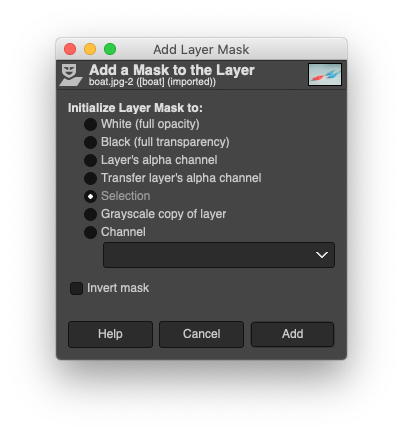 Add Layer Mask
Add a Mask to the Layer
boat.jpg-2 ([boat] (imported))
Initialize Layer Mask to:
White (full opacity)
Black (full transparency)
Layer's alpha channel
Transfer layer's alpha channel
Selection
Grayscale copy of layer
Channel
Invert mask
Help Cancel Add